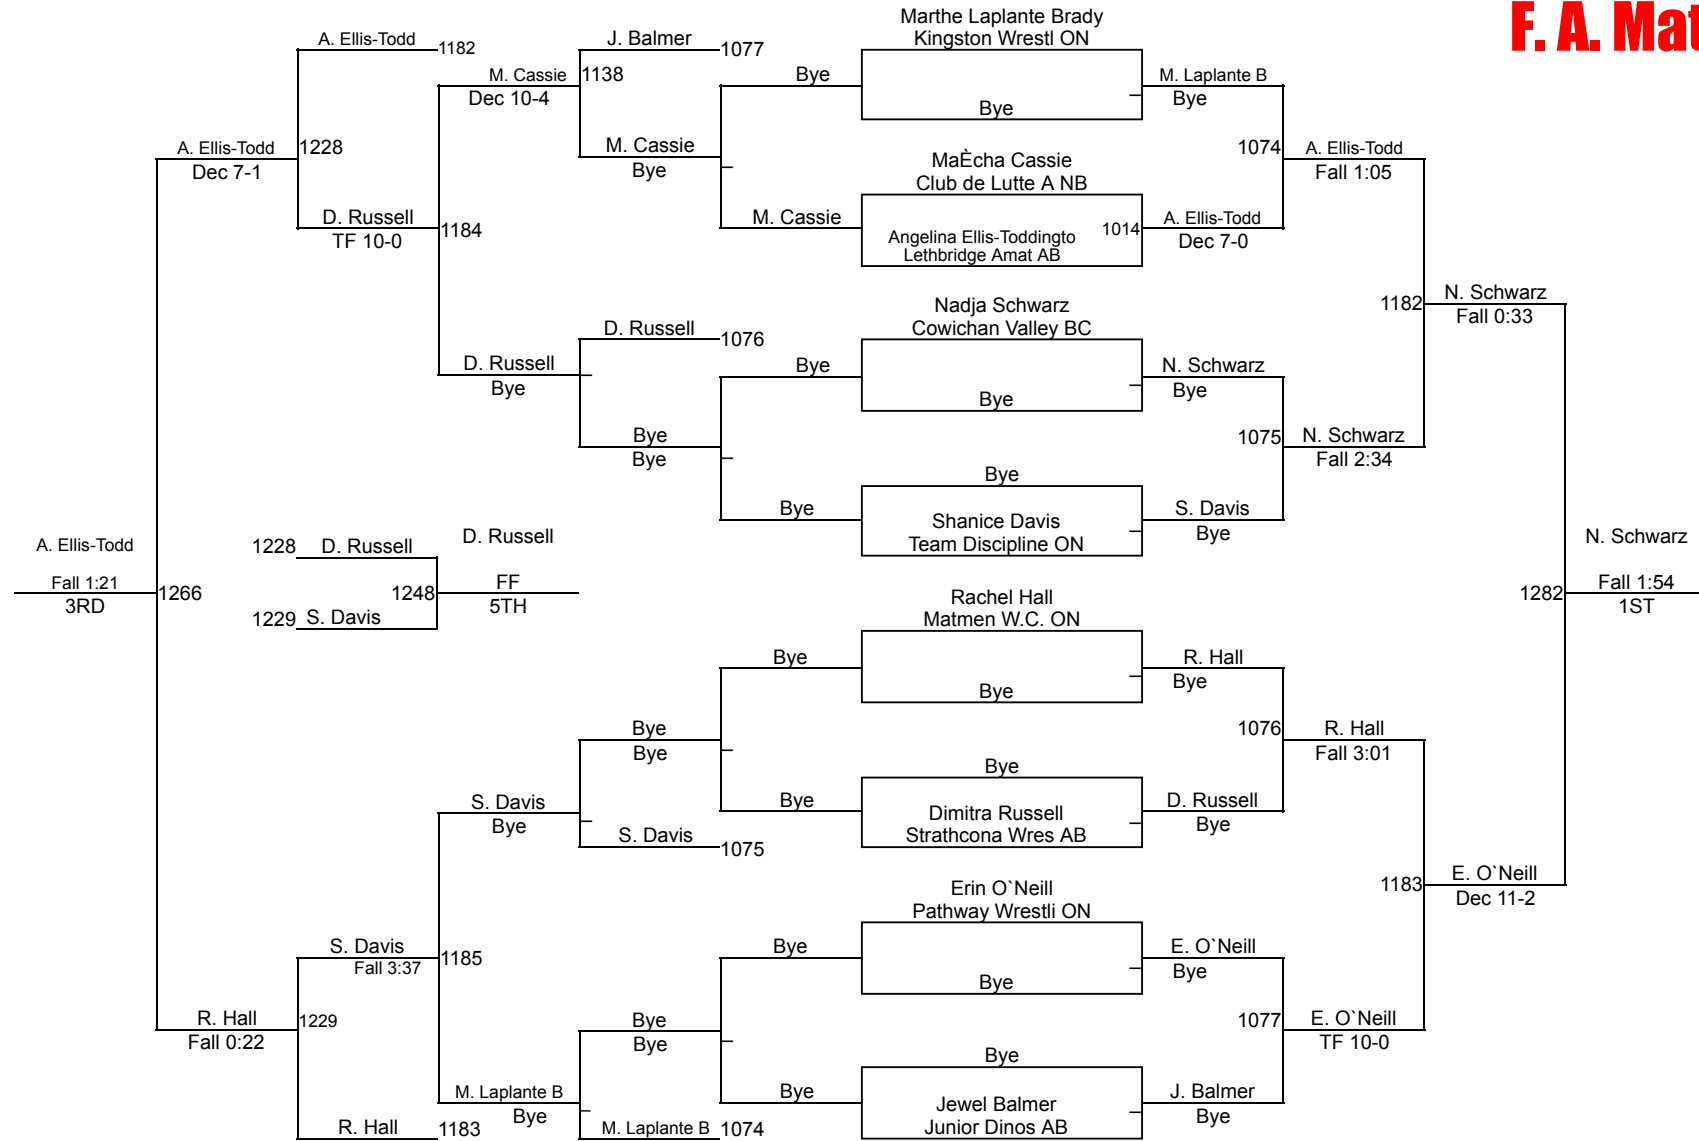 F. A. Mat
Marthe Laplante Brady
A. Ellis-Todd
1182
J. Balmer
1077
Kingston Wrestl ON
M. Cassie
1138
Bye
M. Laplante B
Dec 10-4
Bye
Bye
A. Ellis-Todd
1228
M. Cassie
1074
A. Ellis-Todd
Dec 7-1
Bye
MaÈcha Cassie
Fall 1:05
Club de Lutte A NB
D. Russell
1184
M. Cassie
Angelina Ellis-Toddingto
1014
A. Ellis-Todd
TF 10-0
Lethbridge Amat AB
Dec 7-0
Nadja Schwarz
1182
N. Schwarz
D. Russell
1076
Cowichan Valley BC
Fall 0:33
D. Russell
Bye
N. Schwarz
Bye
Bye
Bye
Bye
1075
N. Schwarz
Bye
Fall 2:34
Bye
Bye
Shanice Davis
S. Davis
Team Discipline ON
Bye
A. Ellis-Todd
1228
D. Russell
D. Russell
N. Schwarz
Fall 1:21
1266
1248
FF
1282
Fall 1:54
3RD
5TH
1ST
1229
S. Davis
Rachel Hall
Matmen W.C. ON
Bye
R. Hall
Bye
Bye
Bye
1076
R. Hall
Bye
Fall 3:01
Bye
S. Davis
Bye
Dimitra Russell
D. Russell
Bye
Strathcona Wres AB
Bye
S. Davis
1075
Erin O`Neill
1183
E. O`Neill
Pathway Wrestli ON
Dec 11-2
S. Davis
1185
Bye
E. O`Neill
Fall 3:37
Bye
Bye
R. Hall
1229
Bye
1077
E. O`Neill
Fall 0:22
Bye
TF 10-0
Bye
M. Laplante B
Bye
Jewel Balmer
J. Balmer
Bye
Junior Dinos AB
Bye
R. Hall
1183
M. Laplante B
1074